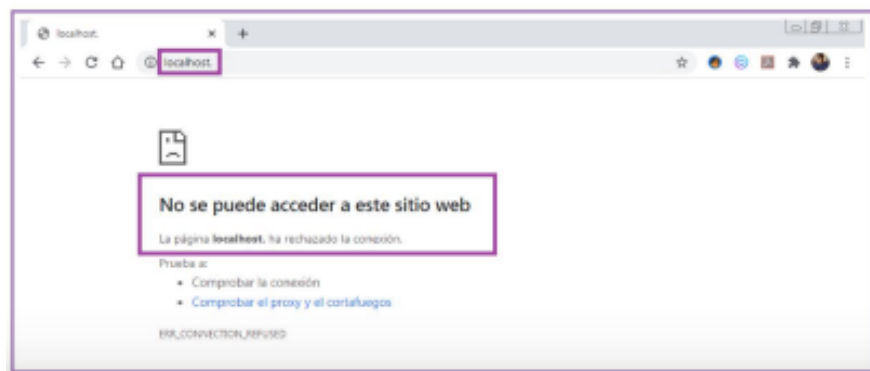 localhost.
localhost.
No se puede acceder a este sitio web
La página localhost. ha rechazado la conexión.
Prueba a:
Comprobar la conexión
Comprobar el proxy y el cortafuegos
ERR_CONNECTION_REFUSED